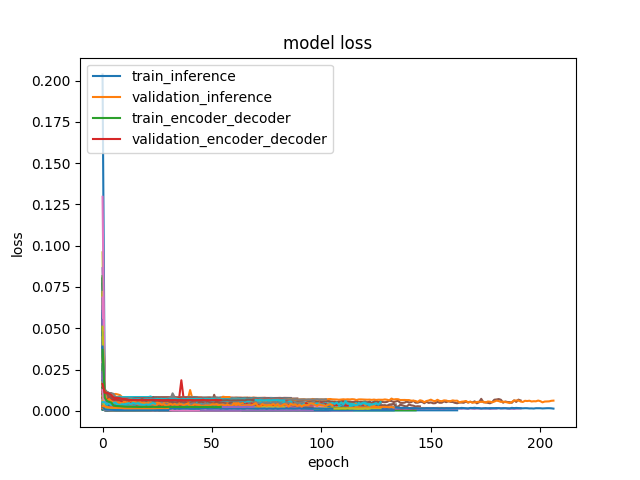 model loss
train_inference
validation_inference
train_encoder_decoder
validation_encoder_decoder
0.200
0.175
0.150
0.125
0.100
0.075
0.050
0.025
0.000
loss
0 50 100 150 200
epoch